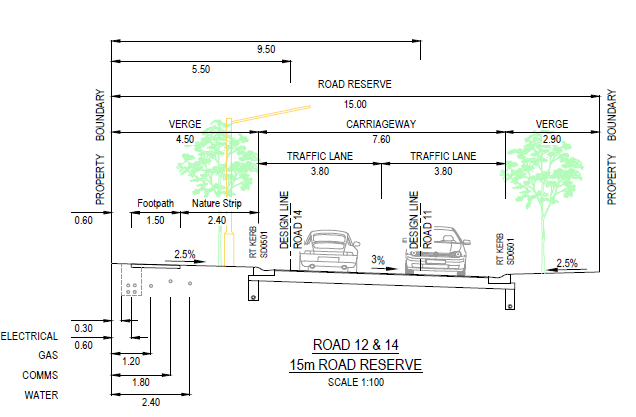 9.50
5.50
ROAD RESERVE
15.00
PROPERTY BOUNDARY
VERGE
4.50
CARRIAGEWAY
7.60
VERGE
2.90
PROPERTY BOUNDARY
TRAFFIC LANE
3.80
TRAFFIC LANE
3.80
Footpath
Nature Strip
0.60
1.50
2.40
RT KERB
SD0601
DESIGN LINE
ROAD 14
DESIGN LINE
ROAD 11
RT KERB
SD0601
2.5%
3%
2.5%
0.30
ELECTRICAL
0.60
GAS
1.20
COMMS
1.80
WATER
2.40
ROAD 12 & 14
15m ROAD RESERVE
SCALE 1:100